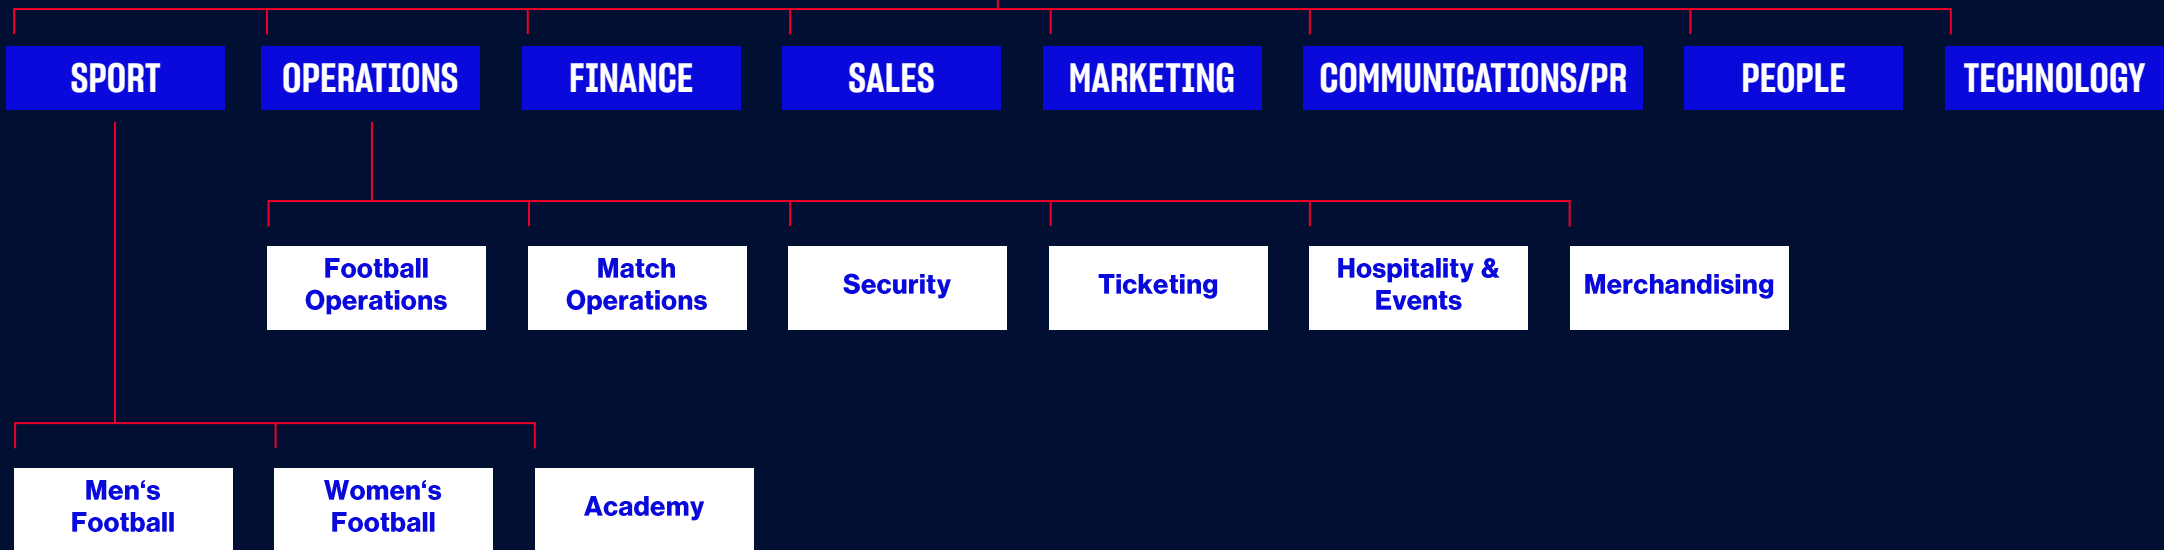 SPORT
OPERATIONS
FINANCE
SALES
MARKETING
COMMUNICATIONS/PR
PEOPLE
TECHNOLOGY
Football
Operations
Match
Operations
Security
Ticketing
Hospitality &
Events
Merchandising
Men‘s
Football
Women‘s
Football
Academy